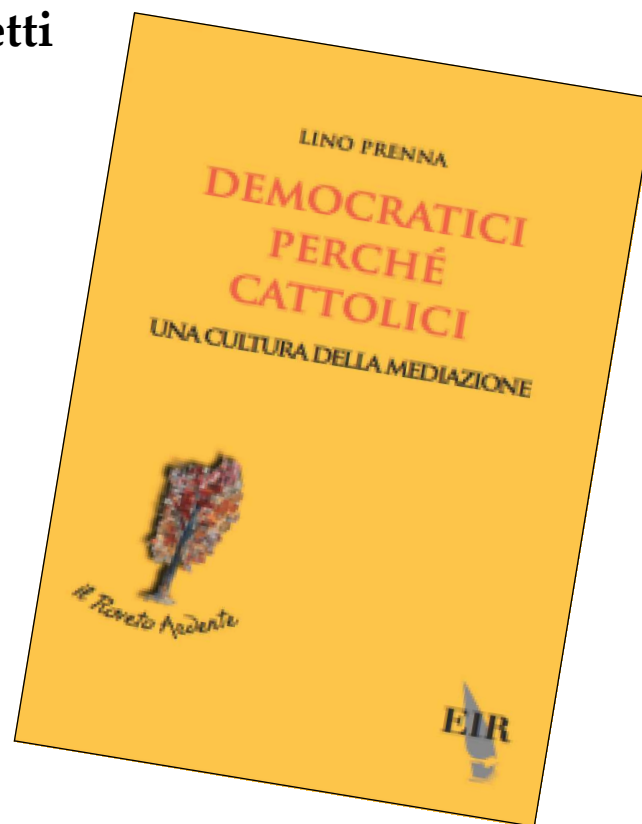 etti
LINO PRENNA
DEMOCRATICI
PERCHÉ
CATTOLICI
UNA CULTURA DELLA MEDIAZIONE
il Roveto Ardente
EIR